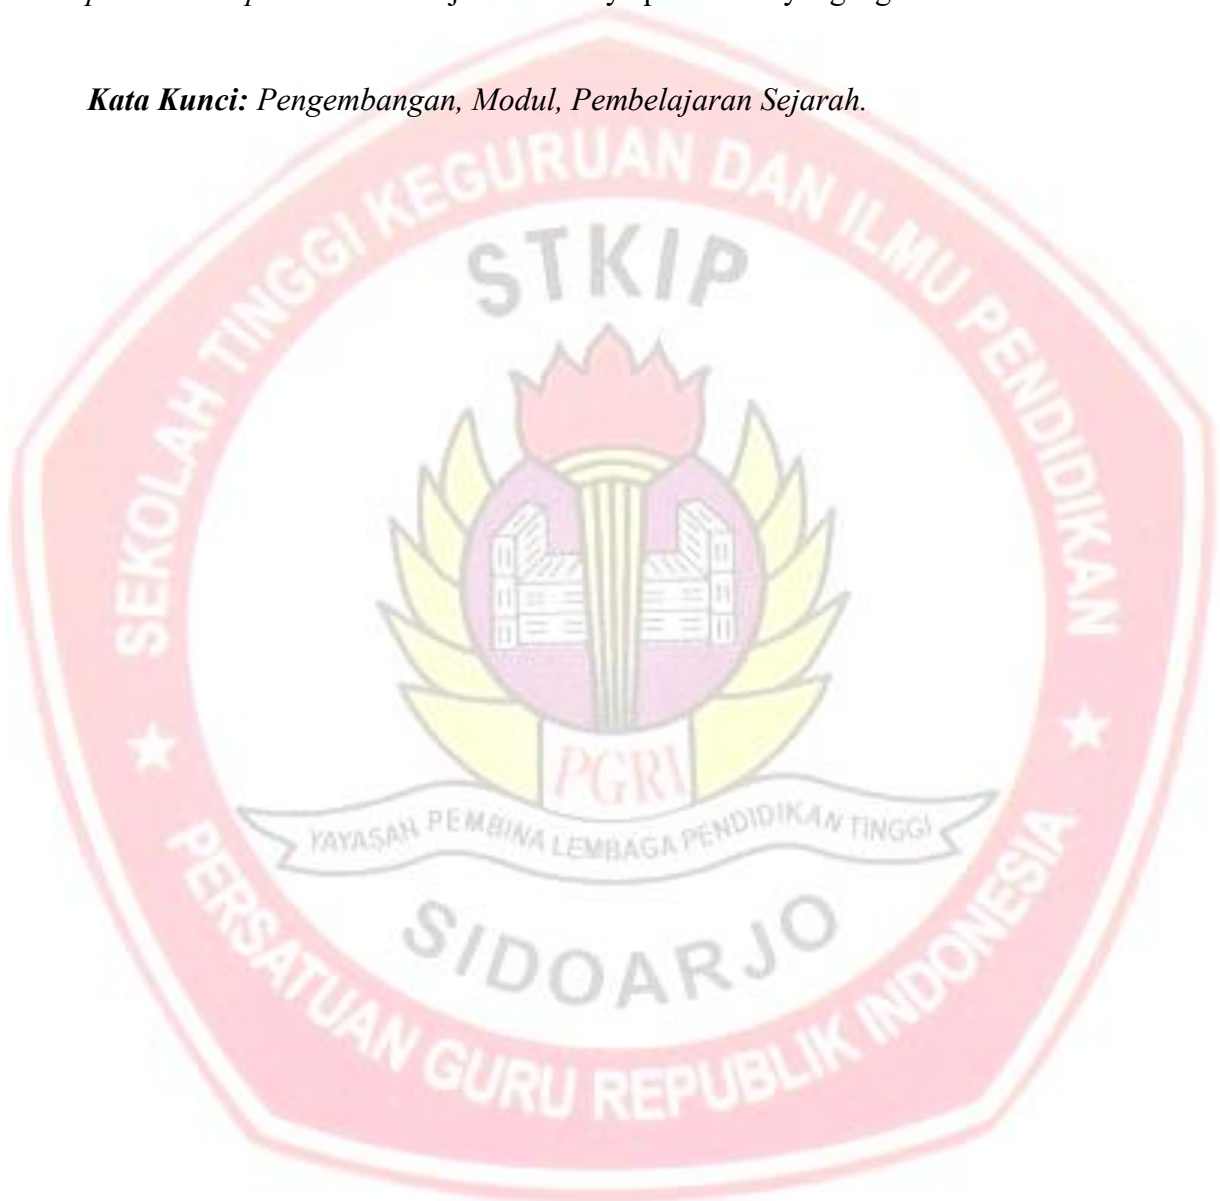 Kata Kunci: Pengembangan, Modul, Pembelajaran Sejarah.
SEKOLAH TINGGI KEGURUAN DAN ILMU PENDIDIKAN
STKIP
PGRI
YAYASAN PEMBINA LEMBAGA PENDIDIKAN TINGGI
SIDOARJO
PERSATUAN GURU REPUBLIK INDONESIA